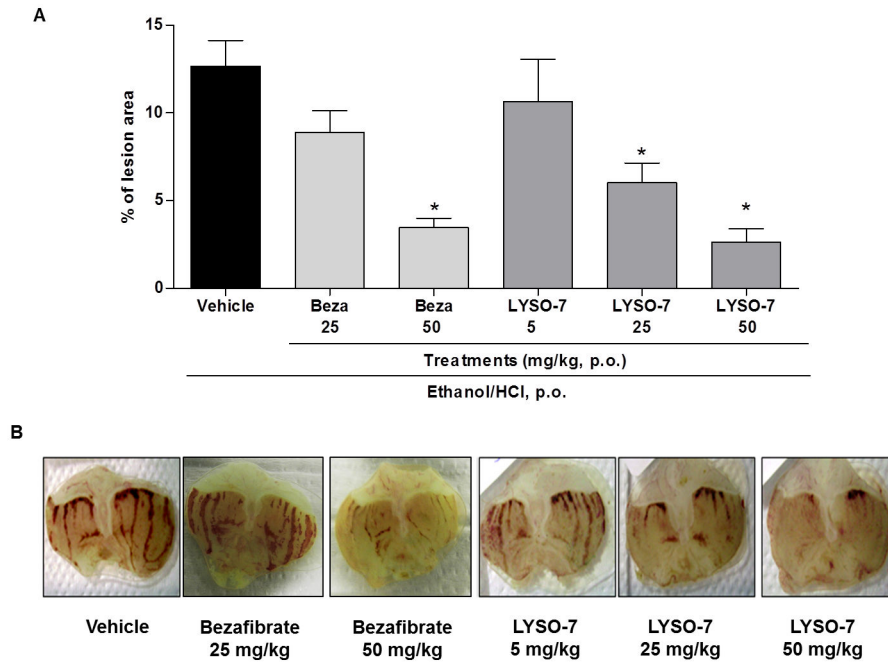 A
15
10
5
0
% of lesion area
*
*
*
Vehicle Beza Beza LYSO-7 LYSO-7 LYSO-7
25 50 5 25 50
Treatments (mg/kg, p.o.)
Ethanol/HCl, p.o.
B
Vehicle Bezafibrate Bezafibrate LYSO-7 LYSO-7 LYSO-7
25 mg/kg 50 mg/kg 5 mg/kg 25 mg/kg 50 mg/kg